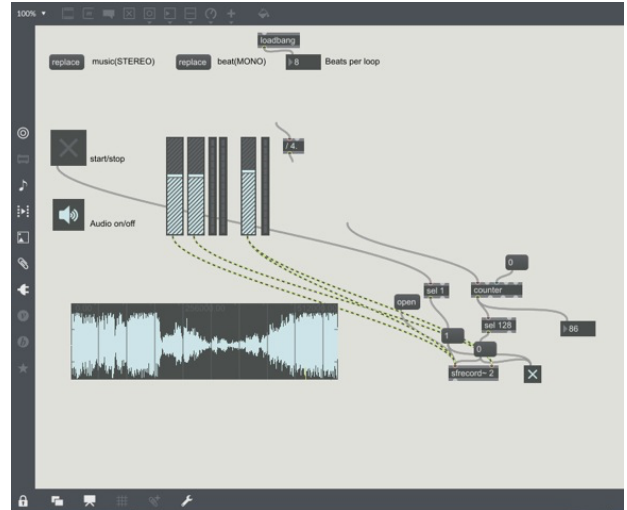 100%
loadbang
replace
music(STEREO)
replace
beat(MONO)
8
Beats per loop
/ 4.
start/stop
Audio on/off
0
open
sel 1
counter
1
sel 128
86
0
sfrecord~ 2